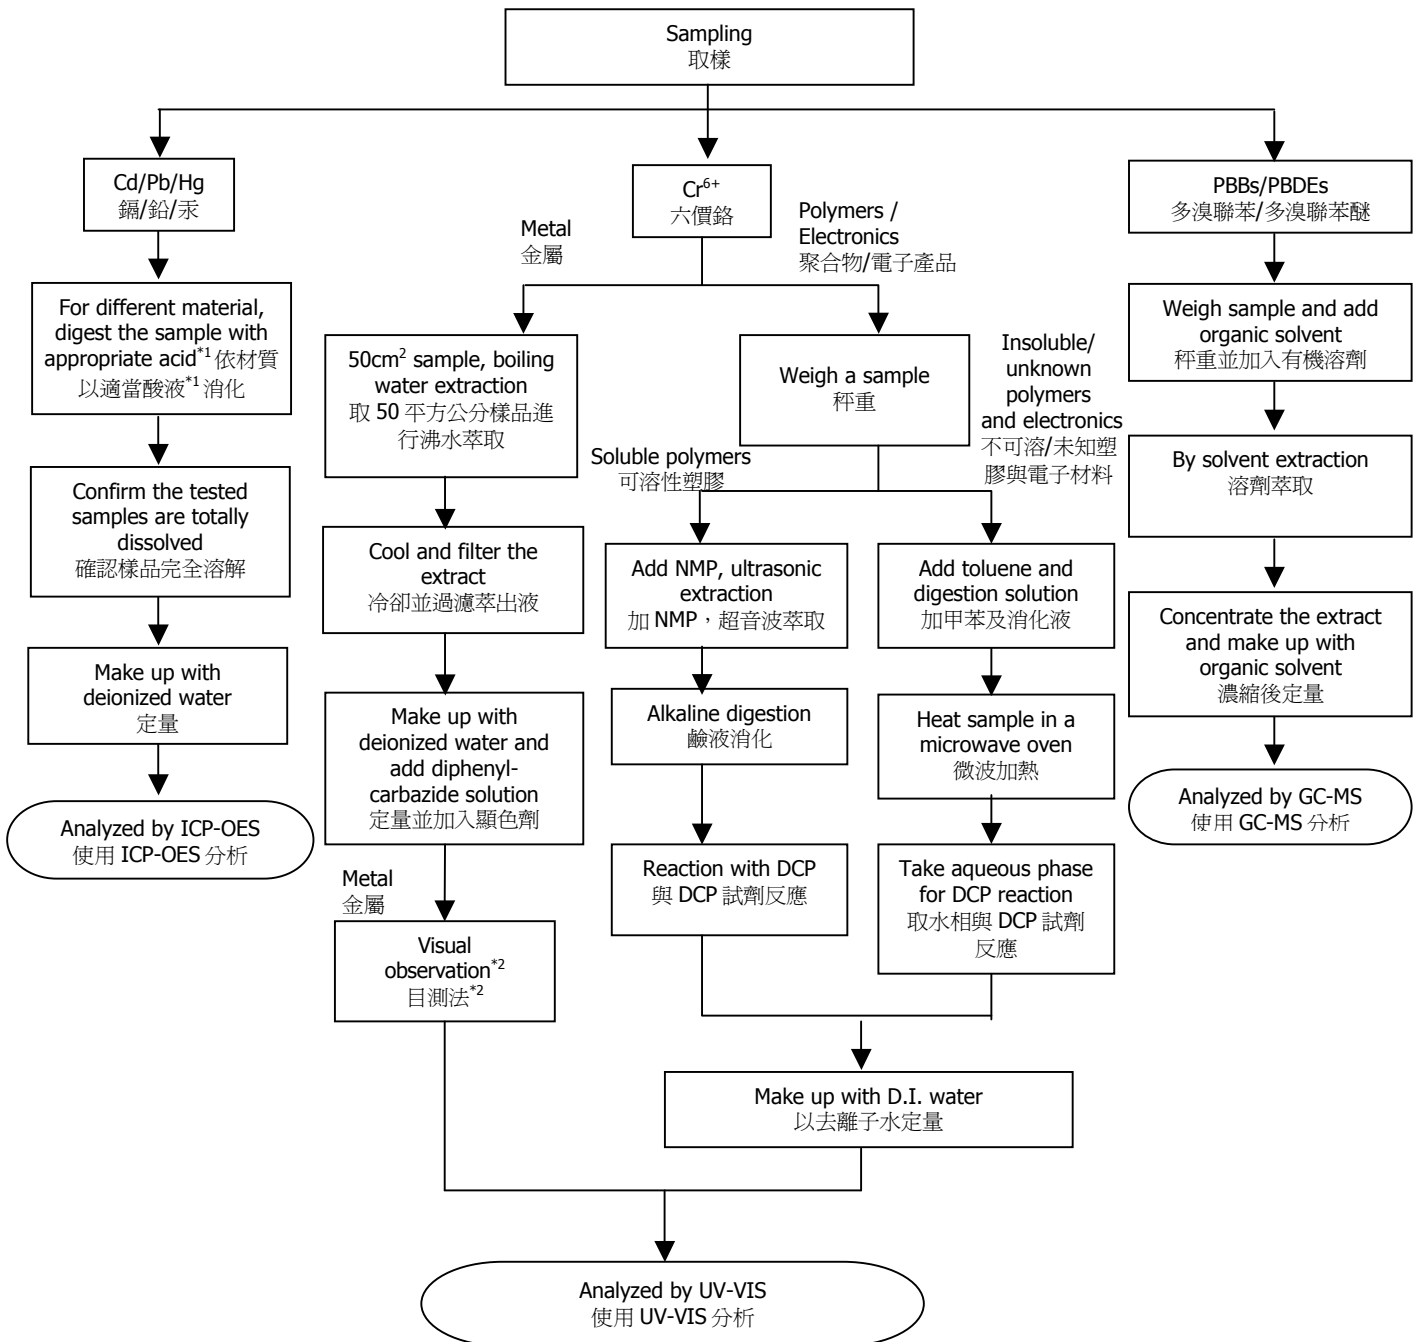 Sampling
取樣
Cd/Pb/Hg
鎘/鉛/汞
For different material,
digest the sample with
appropriate acid*1 依材質
以適當酸液*1 消化
Confirm the tested
samples are totally
dissolved
確認樣品完全溶解
Make up with
deionized water
定量
Analyzed by ICP-OES
使用 ICP-OES 分析
Cr6+
六價鉻
Metal
金屬
Polymers /
Electronics
聚合物/電子產品
50cm2 sample, boiling
water extraction
取 50 平方公分樣品進
行沸水萃取
Cool and filter the
extract
冷卻並過濾萃出液
Make up with
deionized water and
add diphenyl-
carbazide solution
定量並加入顯色劑
Metal
金屬
Visual
observation*2
目測法*2
Weigh a sample
秤重
Soluble polymers
可溶性塑膠
Insoluble/
unknown
polymers
and electronics
不可溶/未知塑
膠與電子材料
Add NMP, ultrasonic
extraction
加 NMP，超音波萃取
Alkaline digestion
鹼液消化
Reaction with DCP
與 DCP 試劑反應
Add toluene and
digestion solution
加甲苯及消化液
Heat sample in a
microwave oven
微波加熱
Take aqueous phase
for DCP reaction
取水相與 DCP 試劑
反應
Make up with D.I. water
以去離子水定量
Analyzed by UV-VIS
使用 UV-VIS 分析
PBBs/PBDEs
多溴聯苯/多溴聯苯醚
Weigh sample and add
organic solvent
秤重並加入有機溶劑
By solvent extraction
溶劑萃取
Concentrate the extract
and make up with
organic solvent
濃縮後定量
Analyzed by GC-MS
使用 GC-MS 分析